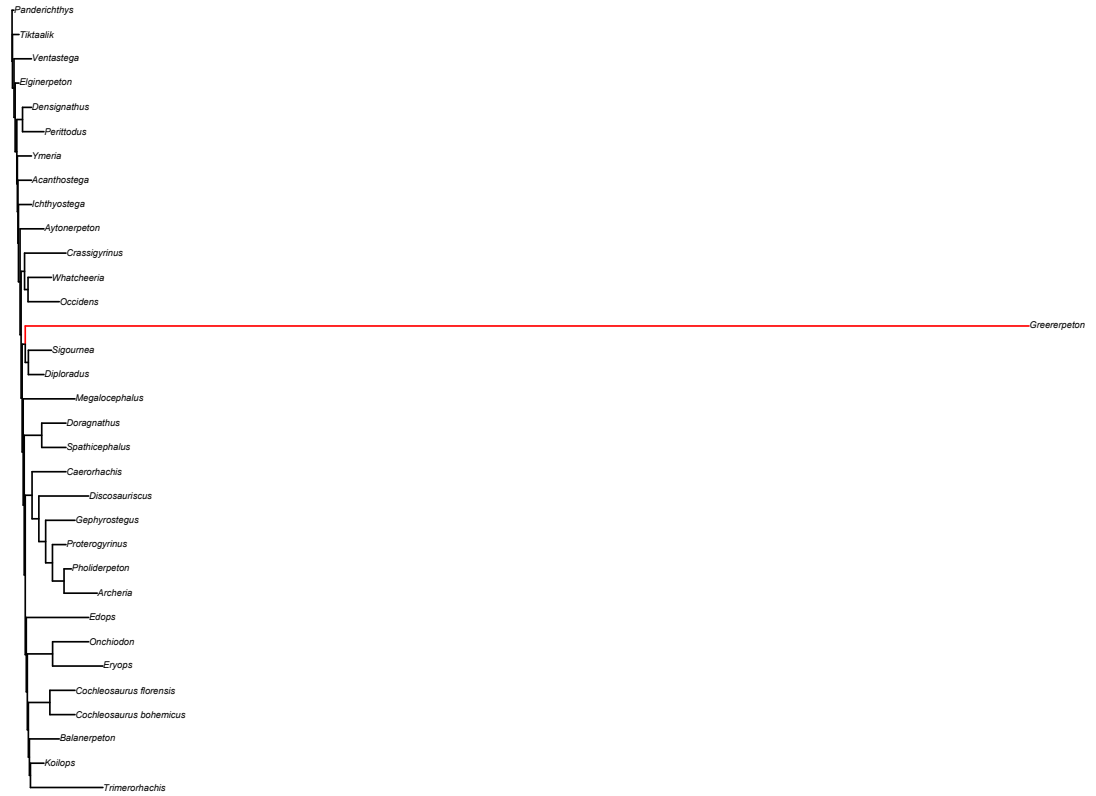 Panderichthys
Tiktaalik
Ventastega
Elginerpeton
Densignathus
Perittodus
Ymeria
Acanthostega
Ichthyostega
Aytonerpeton
Crassigyrinus
Whatcheeria
Occidens
Greererpeton
Sigournea
Diploradus
Megalocephalus
Doragnathus
Spathicephalus
Caerorhachis
Discosauriscus
Gephyrostegus
Proterogyrinus
Pholiderpeton
Archeria
Edops
Onchiodon
Eryops
Cochleosaurus florensis
Cochleosaurus bohemicus
Balanerpeton
Koilops
Trimerorhachis